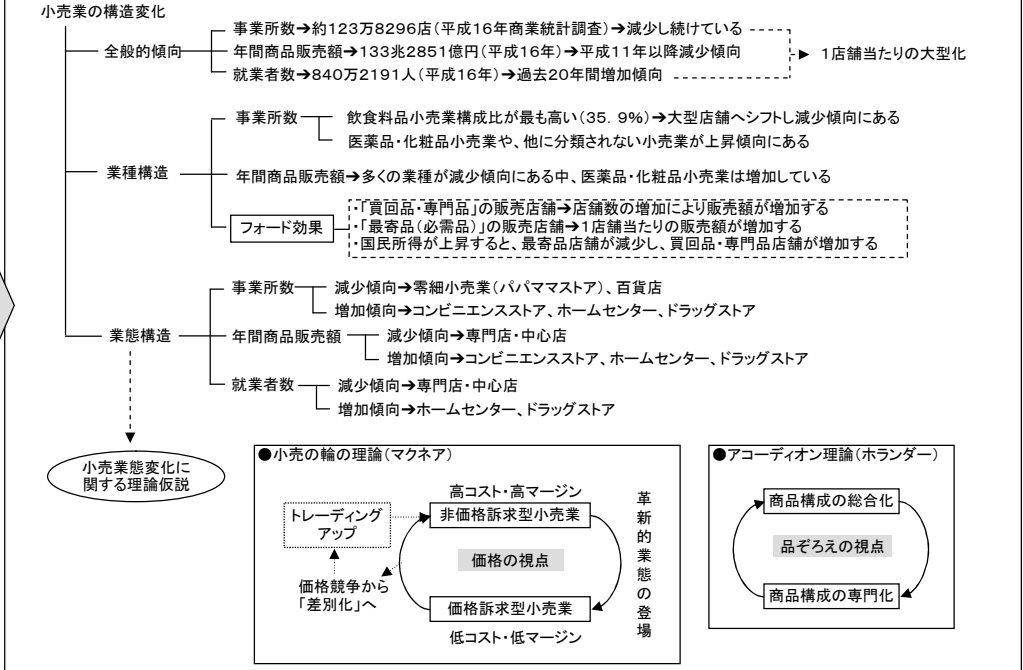 小売業の構造変化
全般的傾向
事業所数→約123万8296店(平成16年商業統計調査)→減少し続けている
年間商品販売額→133兆2851億円(平成16年)→平成11年以降減少傾向
就業者数→840万2191人(平成16年)→過去20年間増加傾向
1店舗当たりの大型化
業種構造
事業所数
飲食料品小売業構成比が最も高い(35.9%)→大型店舗へシフトし減少傾向にある
医薬品・化粧品小売業や、他に分類されない小売業が上昇傾向にある
年間商品販売額→多くの業種が減少傾向にある中、医薬品・化粧品小売業は増加している
フォード効果
・「買回品・専門品」の販売店舗→店舗数の増加により販売額が増加する
・「最寄品(必需品)」の販売店舗→1店舗当たりの販売額が増加する
・国民所得が上昇すると、最寄品店舗が減少し、買回品・専門品店舗が増加する
業態構造
事業所数
減少傾向→零細小売業(パパママストア)、百貨店
増加傾向→コンビニエンスストア、ホームセンター、ドラッグストア
年間商品販売額
減少傾向→専門店・中心店
増加傾向→コンビニエンスストア、ホームセンター、ドラッグストア
就業者数
減少傾向→専門店・中心店
増加傾向→ホームセンター、ドラッグストア
小売業態変化に
関する理論仮説
●小売の輪の理論(マクネア)
高コスト・高マージン
非価格訴求型小売業
トレーディング
アップ
価格の視点
価格競争から
「差別化」へ
価格訴求型小売業
低コスト・低マージン
革新的業態の登場
●アコーディオン理論(ホランダー)
商品構成の総合化
品ぞろえの視点
商品構成の専門化